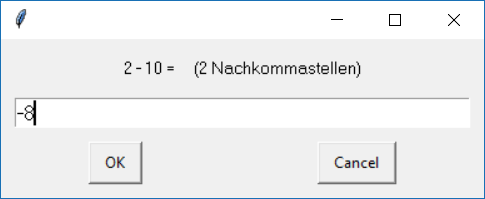 2 - 10 =    (2 Nachkommastellen)
-8
OK
Cancel